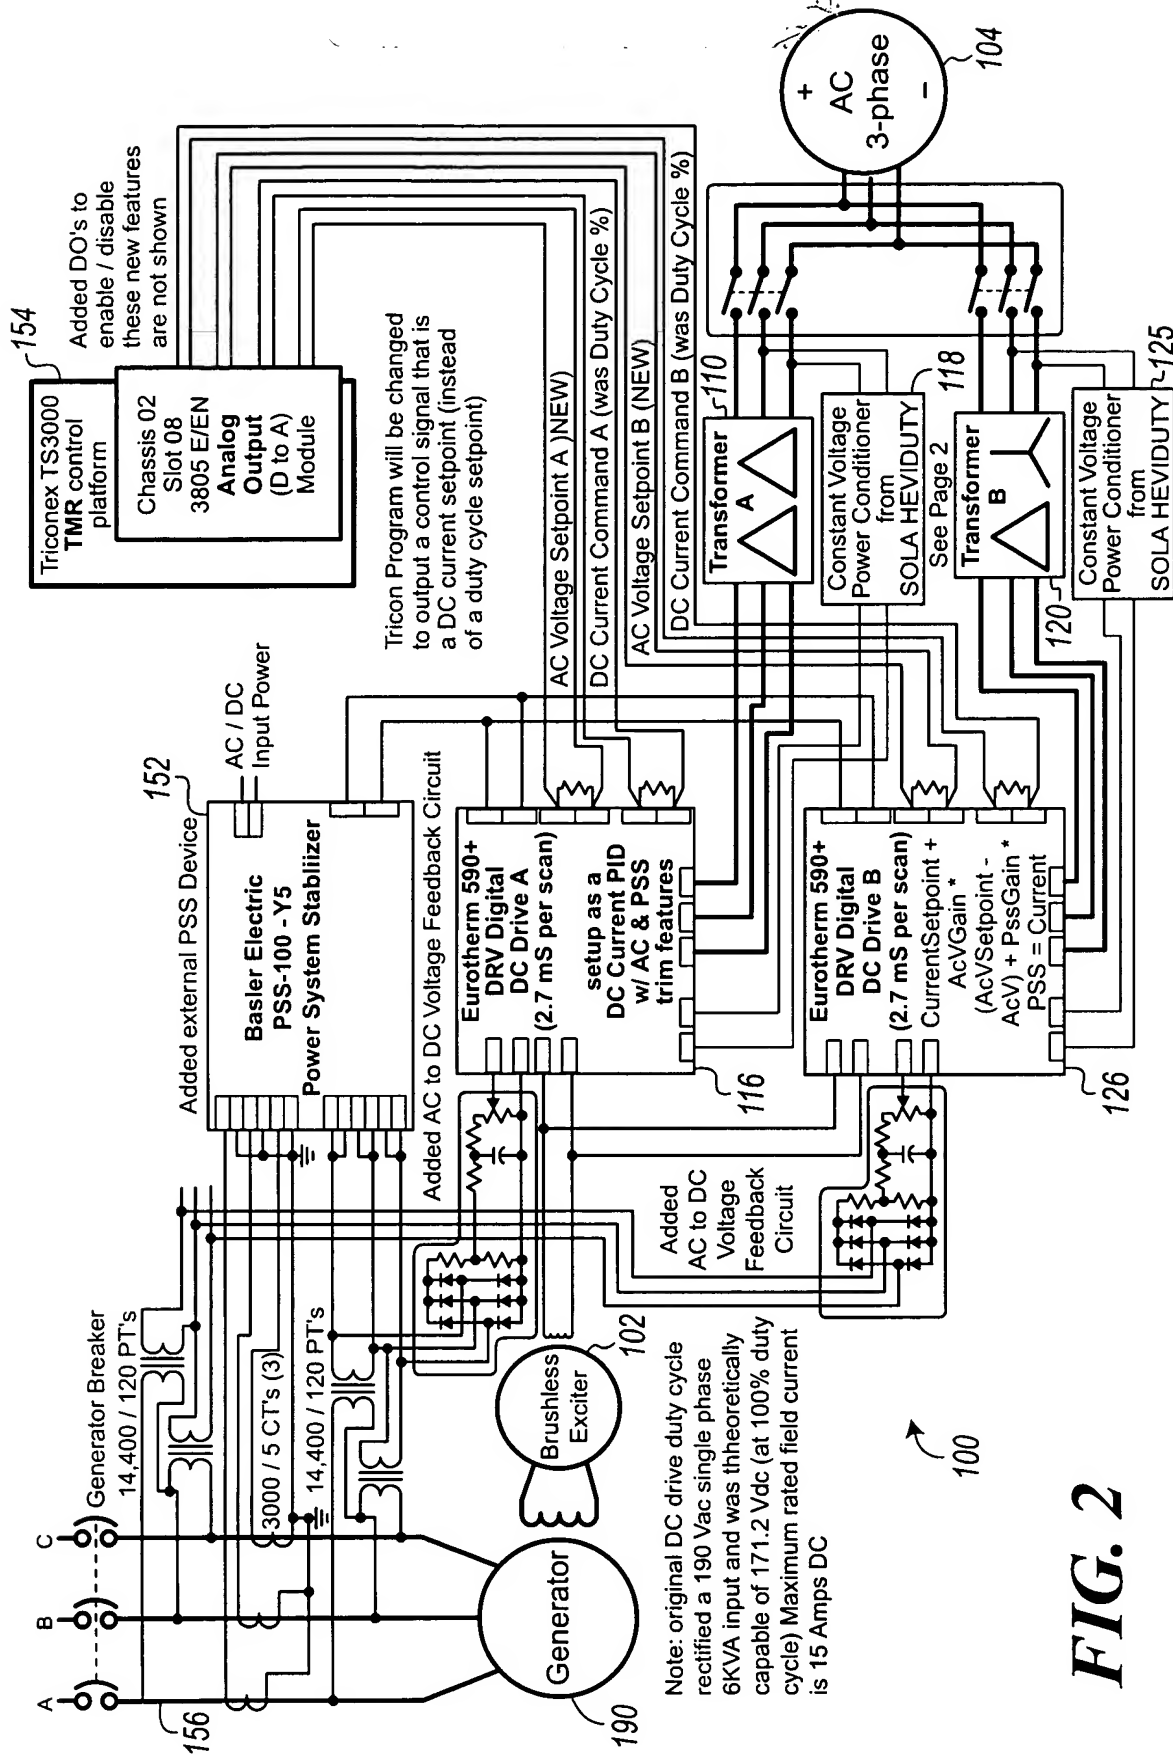 Generator Breaker
A
B
C
14,400 / 120 PT's
3000 / 5 CT's (3)
14,400 / 120 PT's
156
Generator
190
Brushless
Exciter
102
Added external PSS Device
152
Basler Electric
PSS-100 - Y5
Power System Stabliizer
AC / DC
Input Power
Triconex TS3000
TMR control
platform
154
Chassis 02
Slot 08
3805 E/EN
Analog
Output
(D to A)
Module
Added DO's to
enable / disable
these new features
are not shown
Tricon Program will be changed
to output a control signal that is
a DC current setpoint (instead
of a duty cycle setpoint)
Added AC to DC Voltage Feedback Circuit
Eurotherm 590+
DRV Digital
DC Drive A
(2.7 mS per scan)
setup as a
DC Current PID
w/ AC & PSS
trim features
116
AC Voltage Setpoint A )NEW)
DC Current Command A (was Duty Cycle %)
AC Voltage Setpoint B (NEW)
DC Current Command B (was Duty Cycle %)
Transformer
A
110
Constant Voltage
Power Conditioner
from
SOLA HEVIDUTY
118
See Page 2
+
AC
3-phase
–
104
Added
AC to DC
Voltage
Feedback
Circuit
Eurotherm 590+
DRV Digital
DC Drive B
(2.7 mS per scan)
CurrentSetpoint +
AcVGain *
(AcVSetpoint -
AcV) + PssGain *
PSS = Current
126
Transformer
B
120
Constant Voltage
Power Conditioner
from
SOLA HEVIDUTY
125
Note: original DC drive duty cycle
rectified a 190 Vac single phase
6KVA input and was thheoretically
capable of 171.2 Vdc (at 100% duty
cycle) Maximum rated field current
is 15 Amps DC
100
FIG. 2